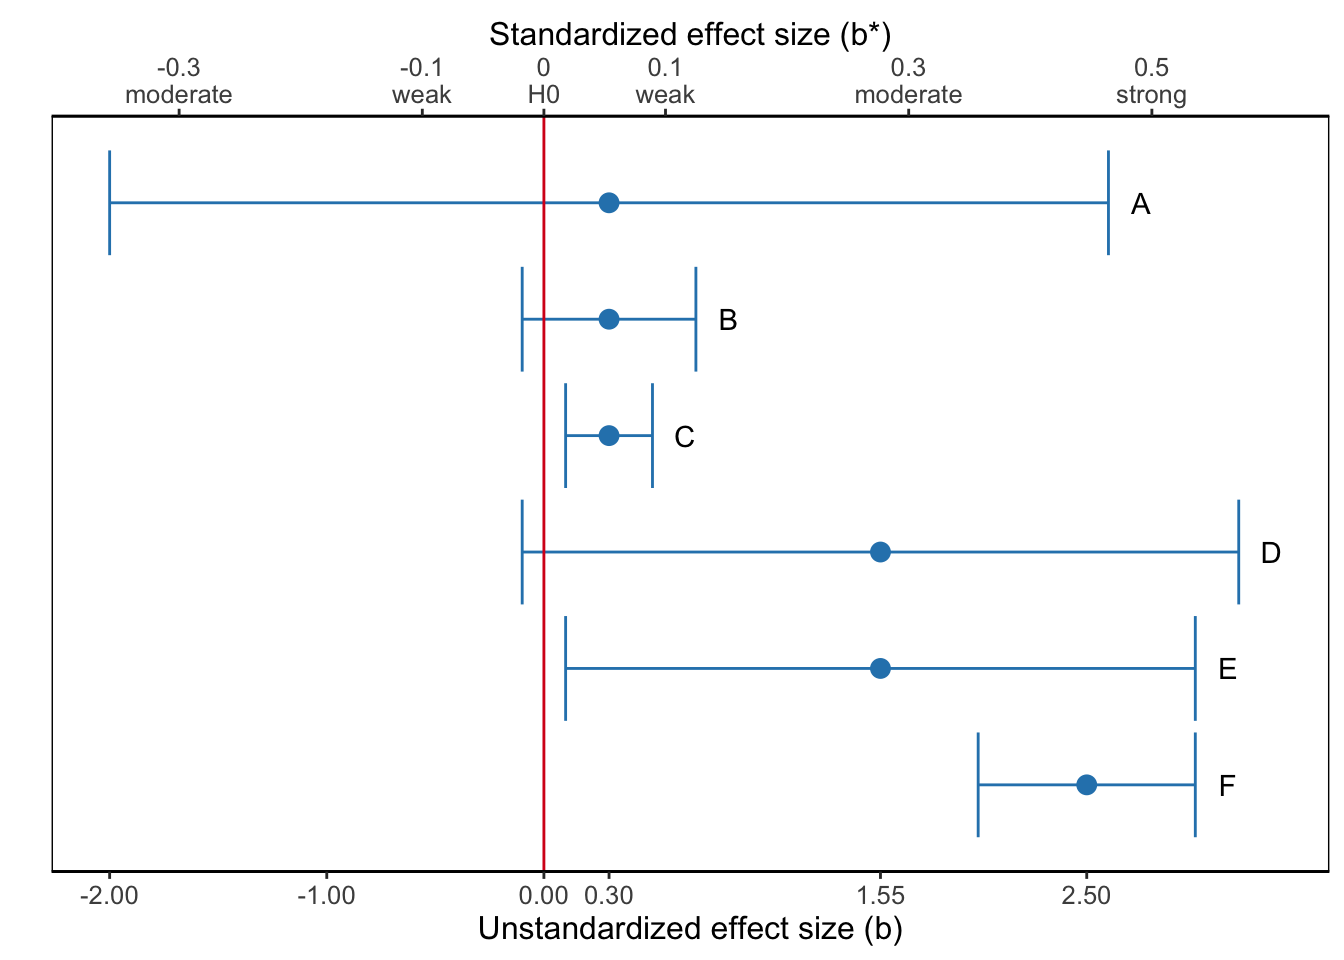 Standardized effect size (b*)
-0.3 -0.1 0 0.1 0.3 0.5
moderate weak H0 weak moderate strong
A
B
C
D
E
F
-2.00 -1.00 0.00 0.30 1.55 2.50
Unstandardized effect size (b)